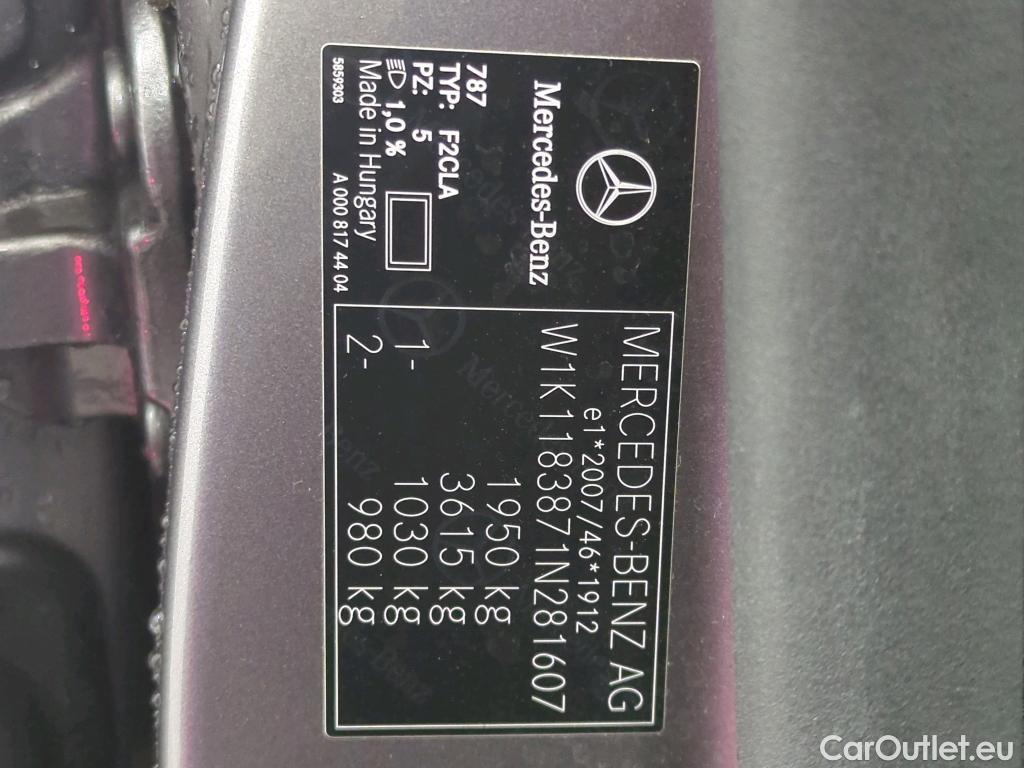 Mercedes-Benz
787
TYP: F2CLA
PZ: 5
1,0 %
Made in Hungary
5859303
A 000 817 44 04
MERCEDES-BENZ AG
e1*2007/46*1912
W1K1183871N281607
1950 kg
3615 kg
1- 1030 kg
2- 980 kg
CarOutlet.eu